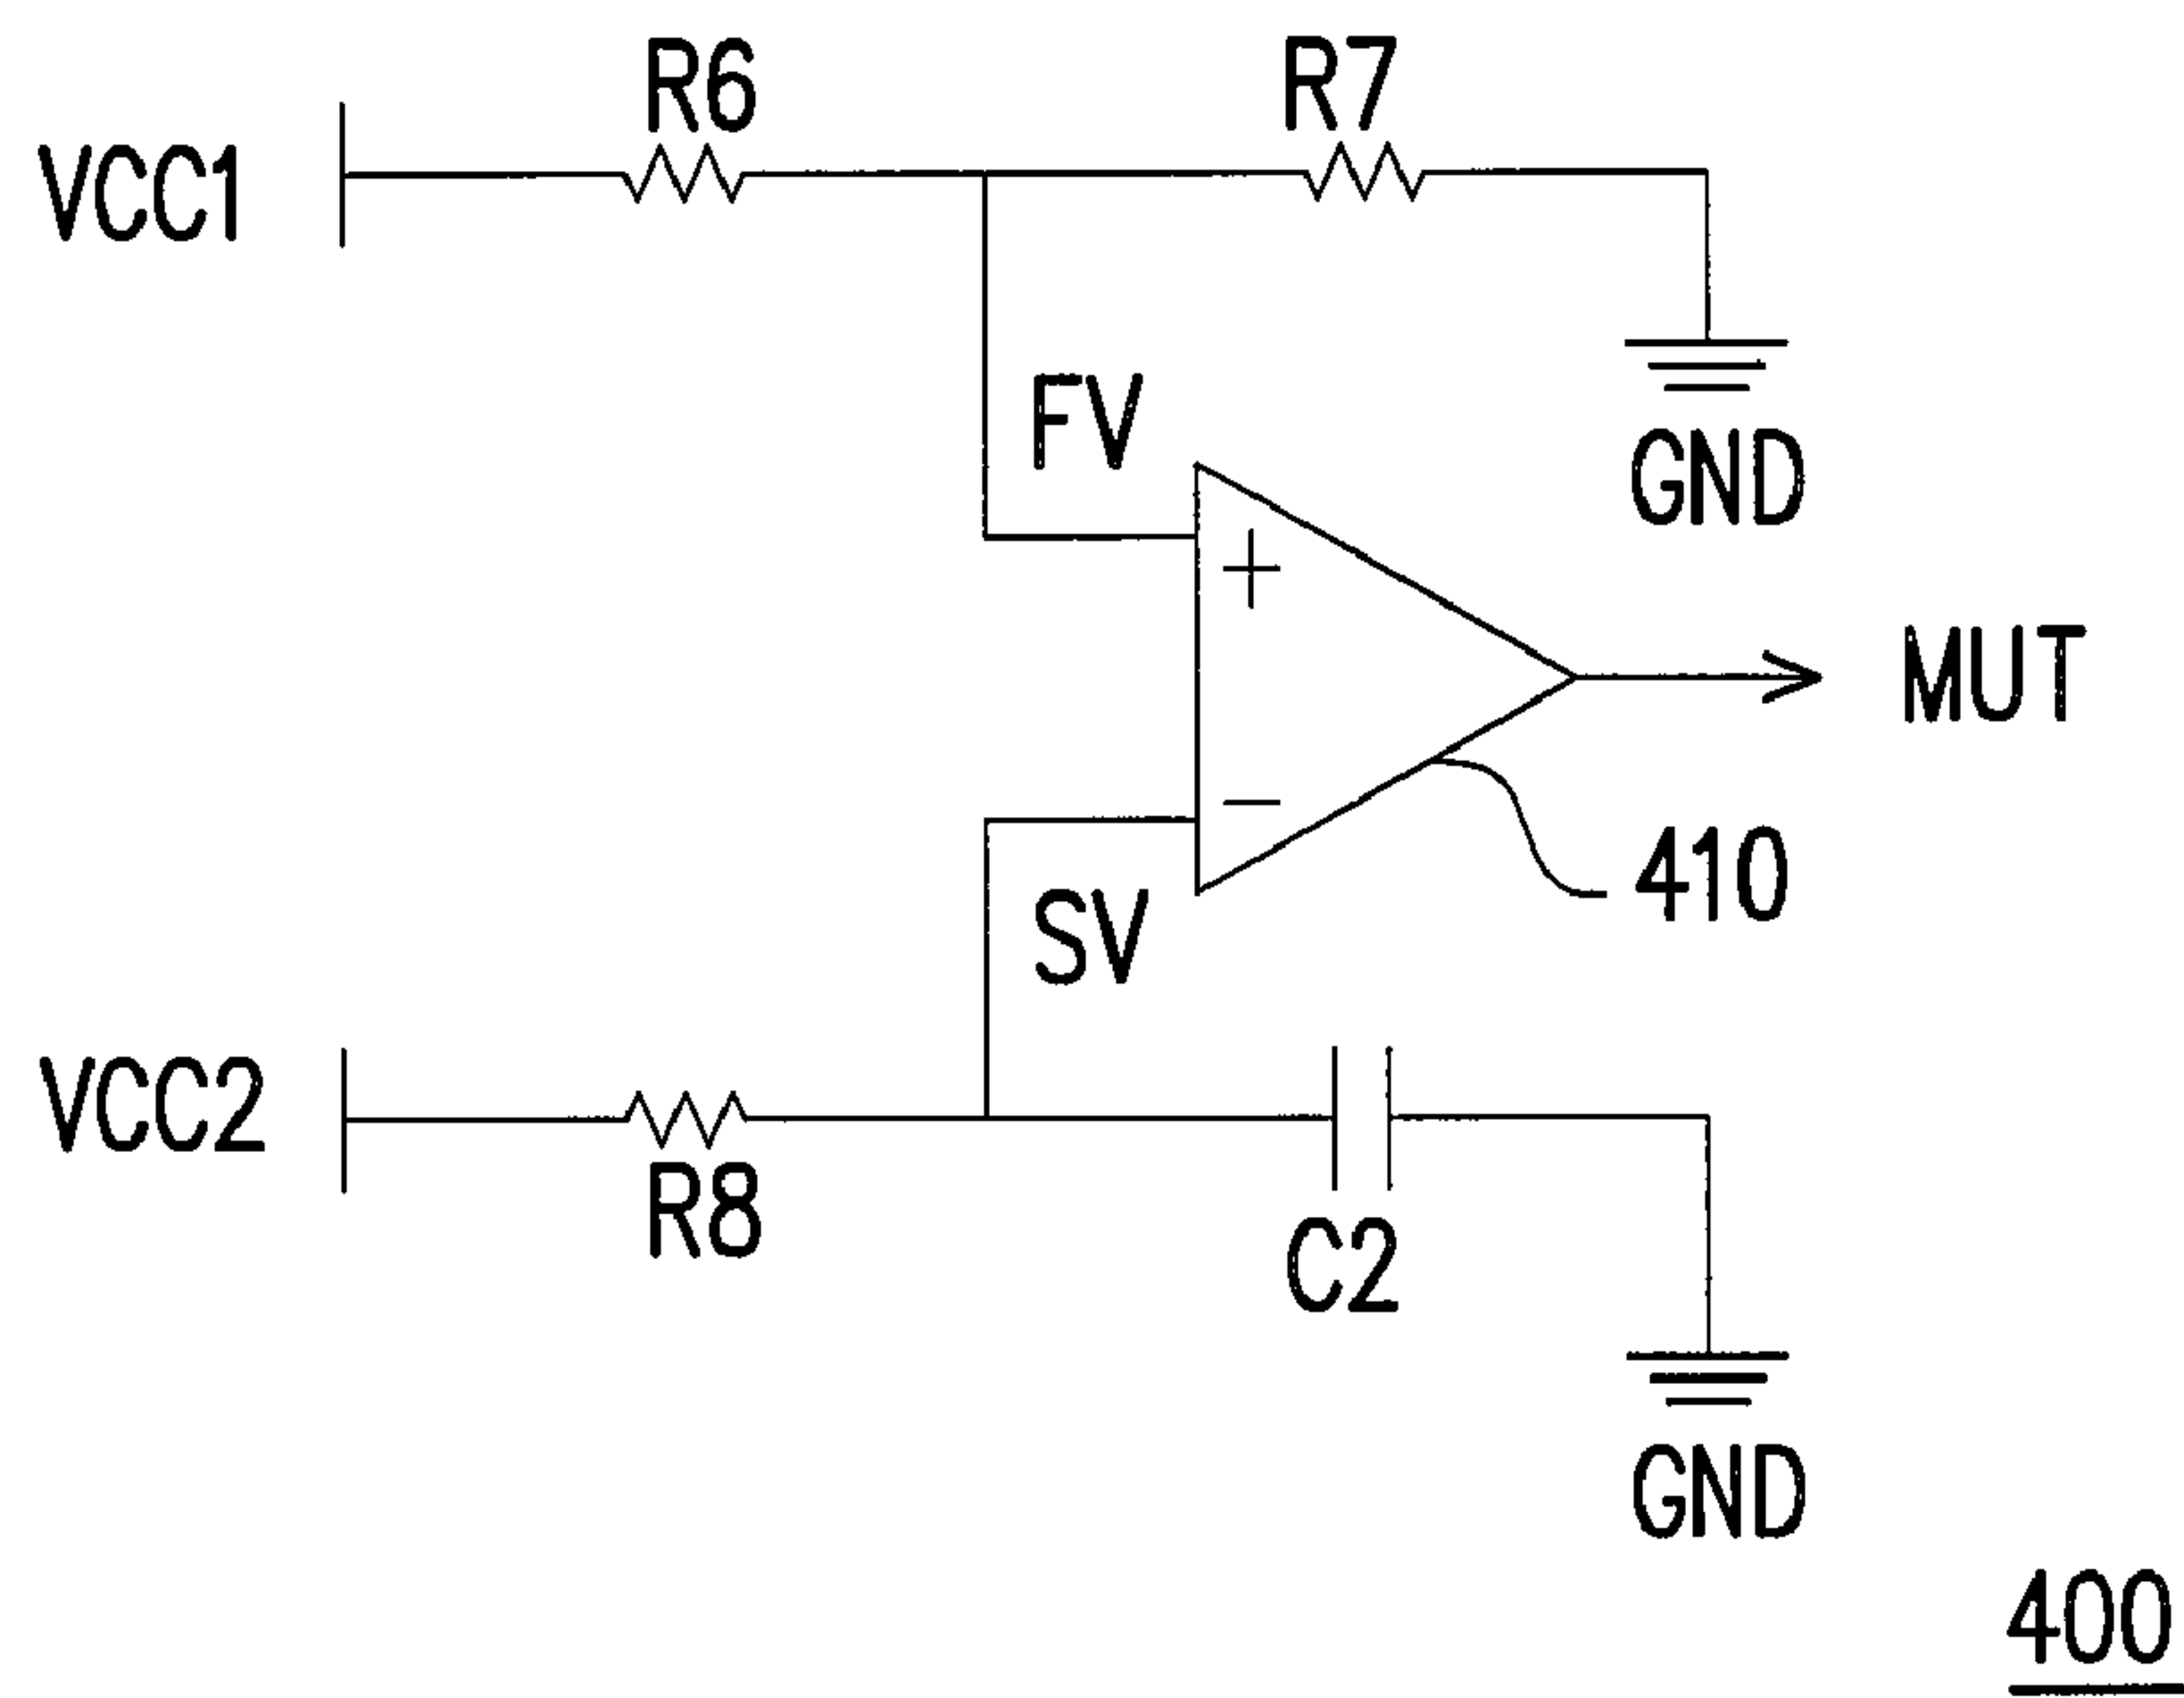 R6
R7
VCC1
FV
GND
+
MUT
−
410
SV
VCC2
R8
C2
GND
400